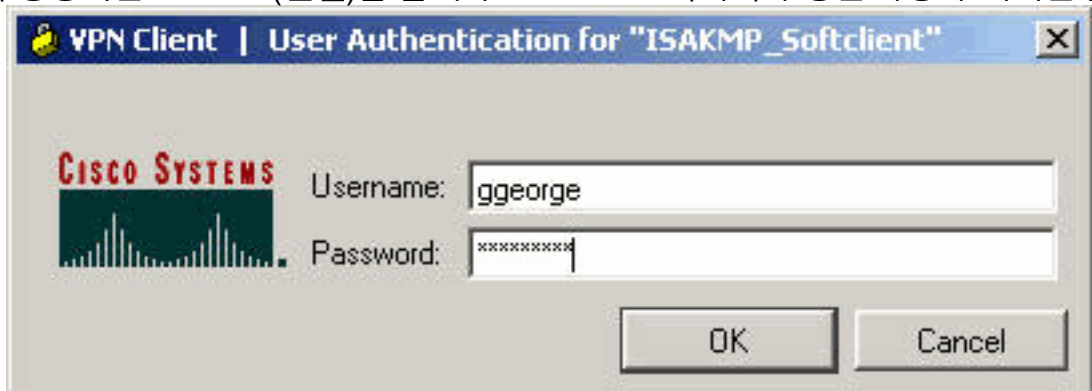 VPN Client | User Authentication for "ISAKMP_Softclient"
CISCO SYSTEMS
Username: ggeorge
Password: *********
OK
Cancel